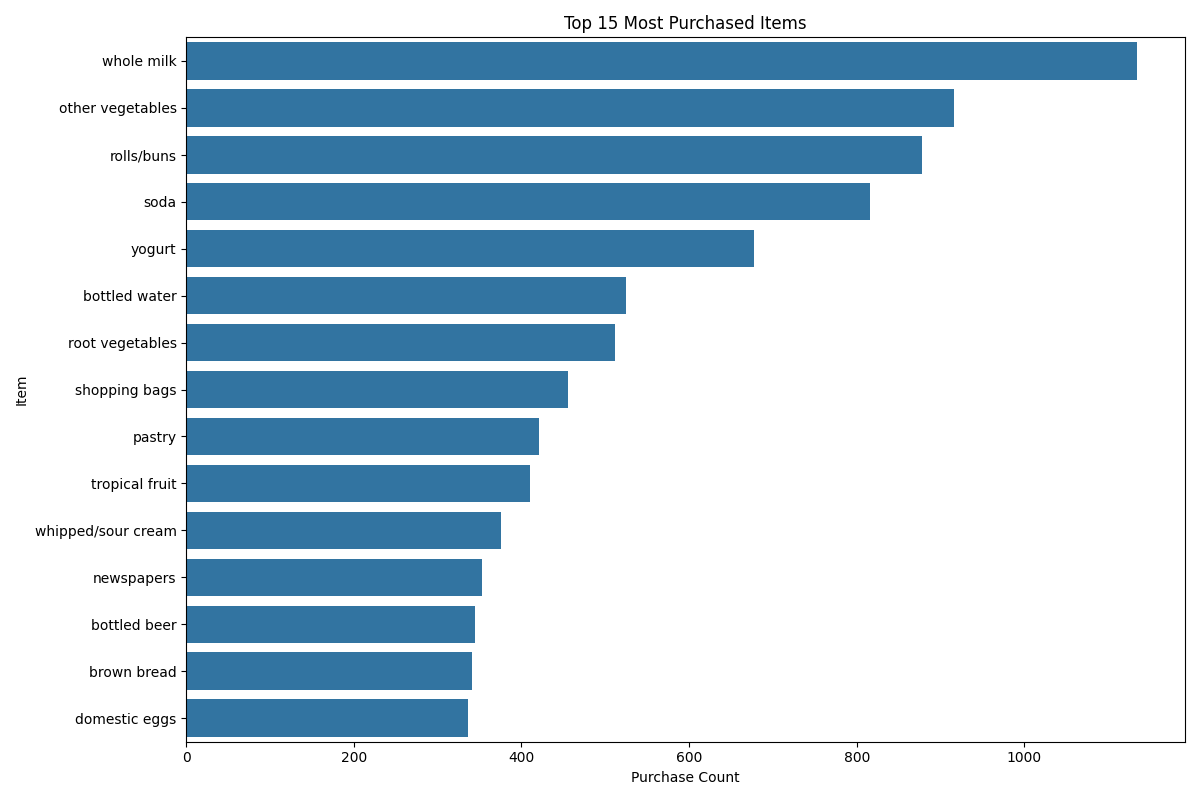 Top 15 Most Purchased Items
whole milk
other vegetables
rolls/buns
soda
yogurt
bottled water
root vegetables
shopping bags
pastry
tropical fruit
whipped/sour cream
newspapers
bottled beer
brown bread
domestic eggs
Item
0 200 400 600 800 1000
Purchase Count